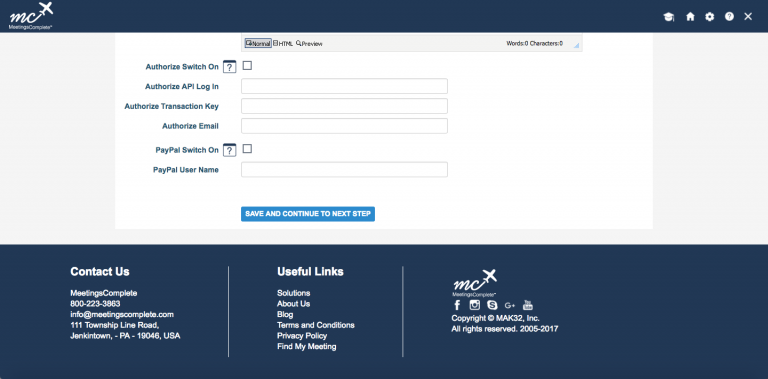 mc
MeetingsComplete
Normal HTML Preview Words:0 Characters:0
Authorize Switch On ?
Authorize API Log In
Authorize Transaction Key
Authorize Email
PayPal Switch On ?
PayPal User Name
SAVE AND CONTINUE TO NEXT STEP
Contact Us
MeetingsComplete
800-223-3863
info@meetingscomplete.com
111 Township Line Road,
Jenkintown, - PA - 19046, USA
Useful Links
Solutions
About Us
Blog
Terms and Conditions
Privacy Policy
Find My Meeting
mc
MeetingsComplete
Copyright © MAK32, Inc.
All rights reserved. 2005-2017